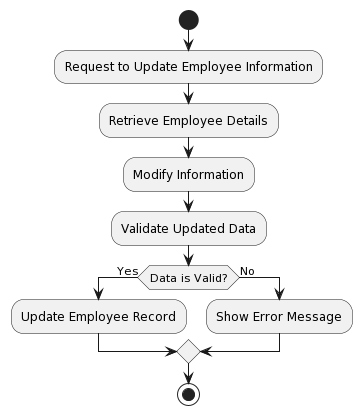 Request to Update Employee Information
Retrieve Employee Details
Modify Information
Validate Updated Data
Yes
Data is Valid?
No
Update Employee Record
Show Error Message